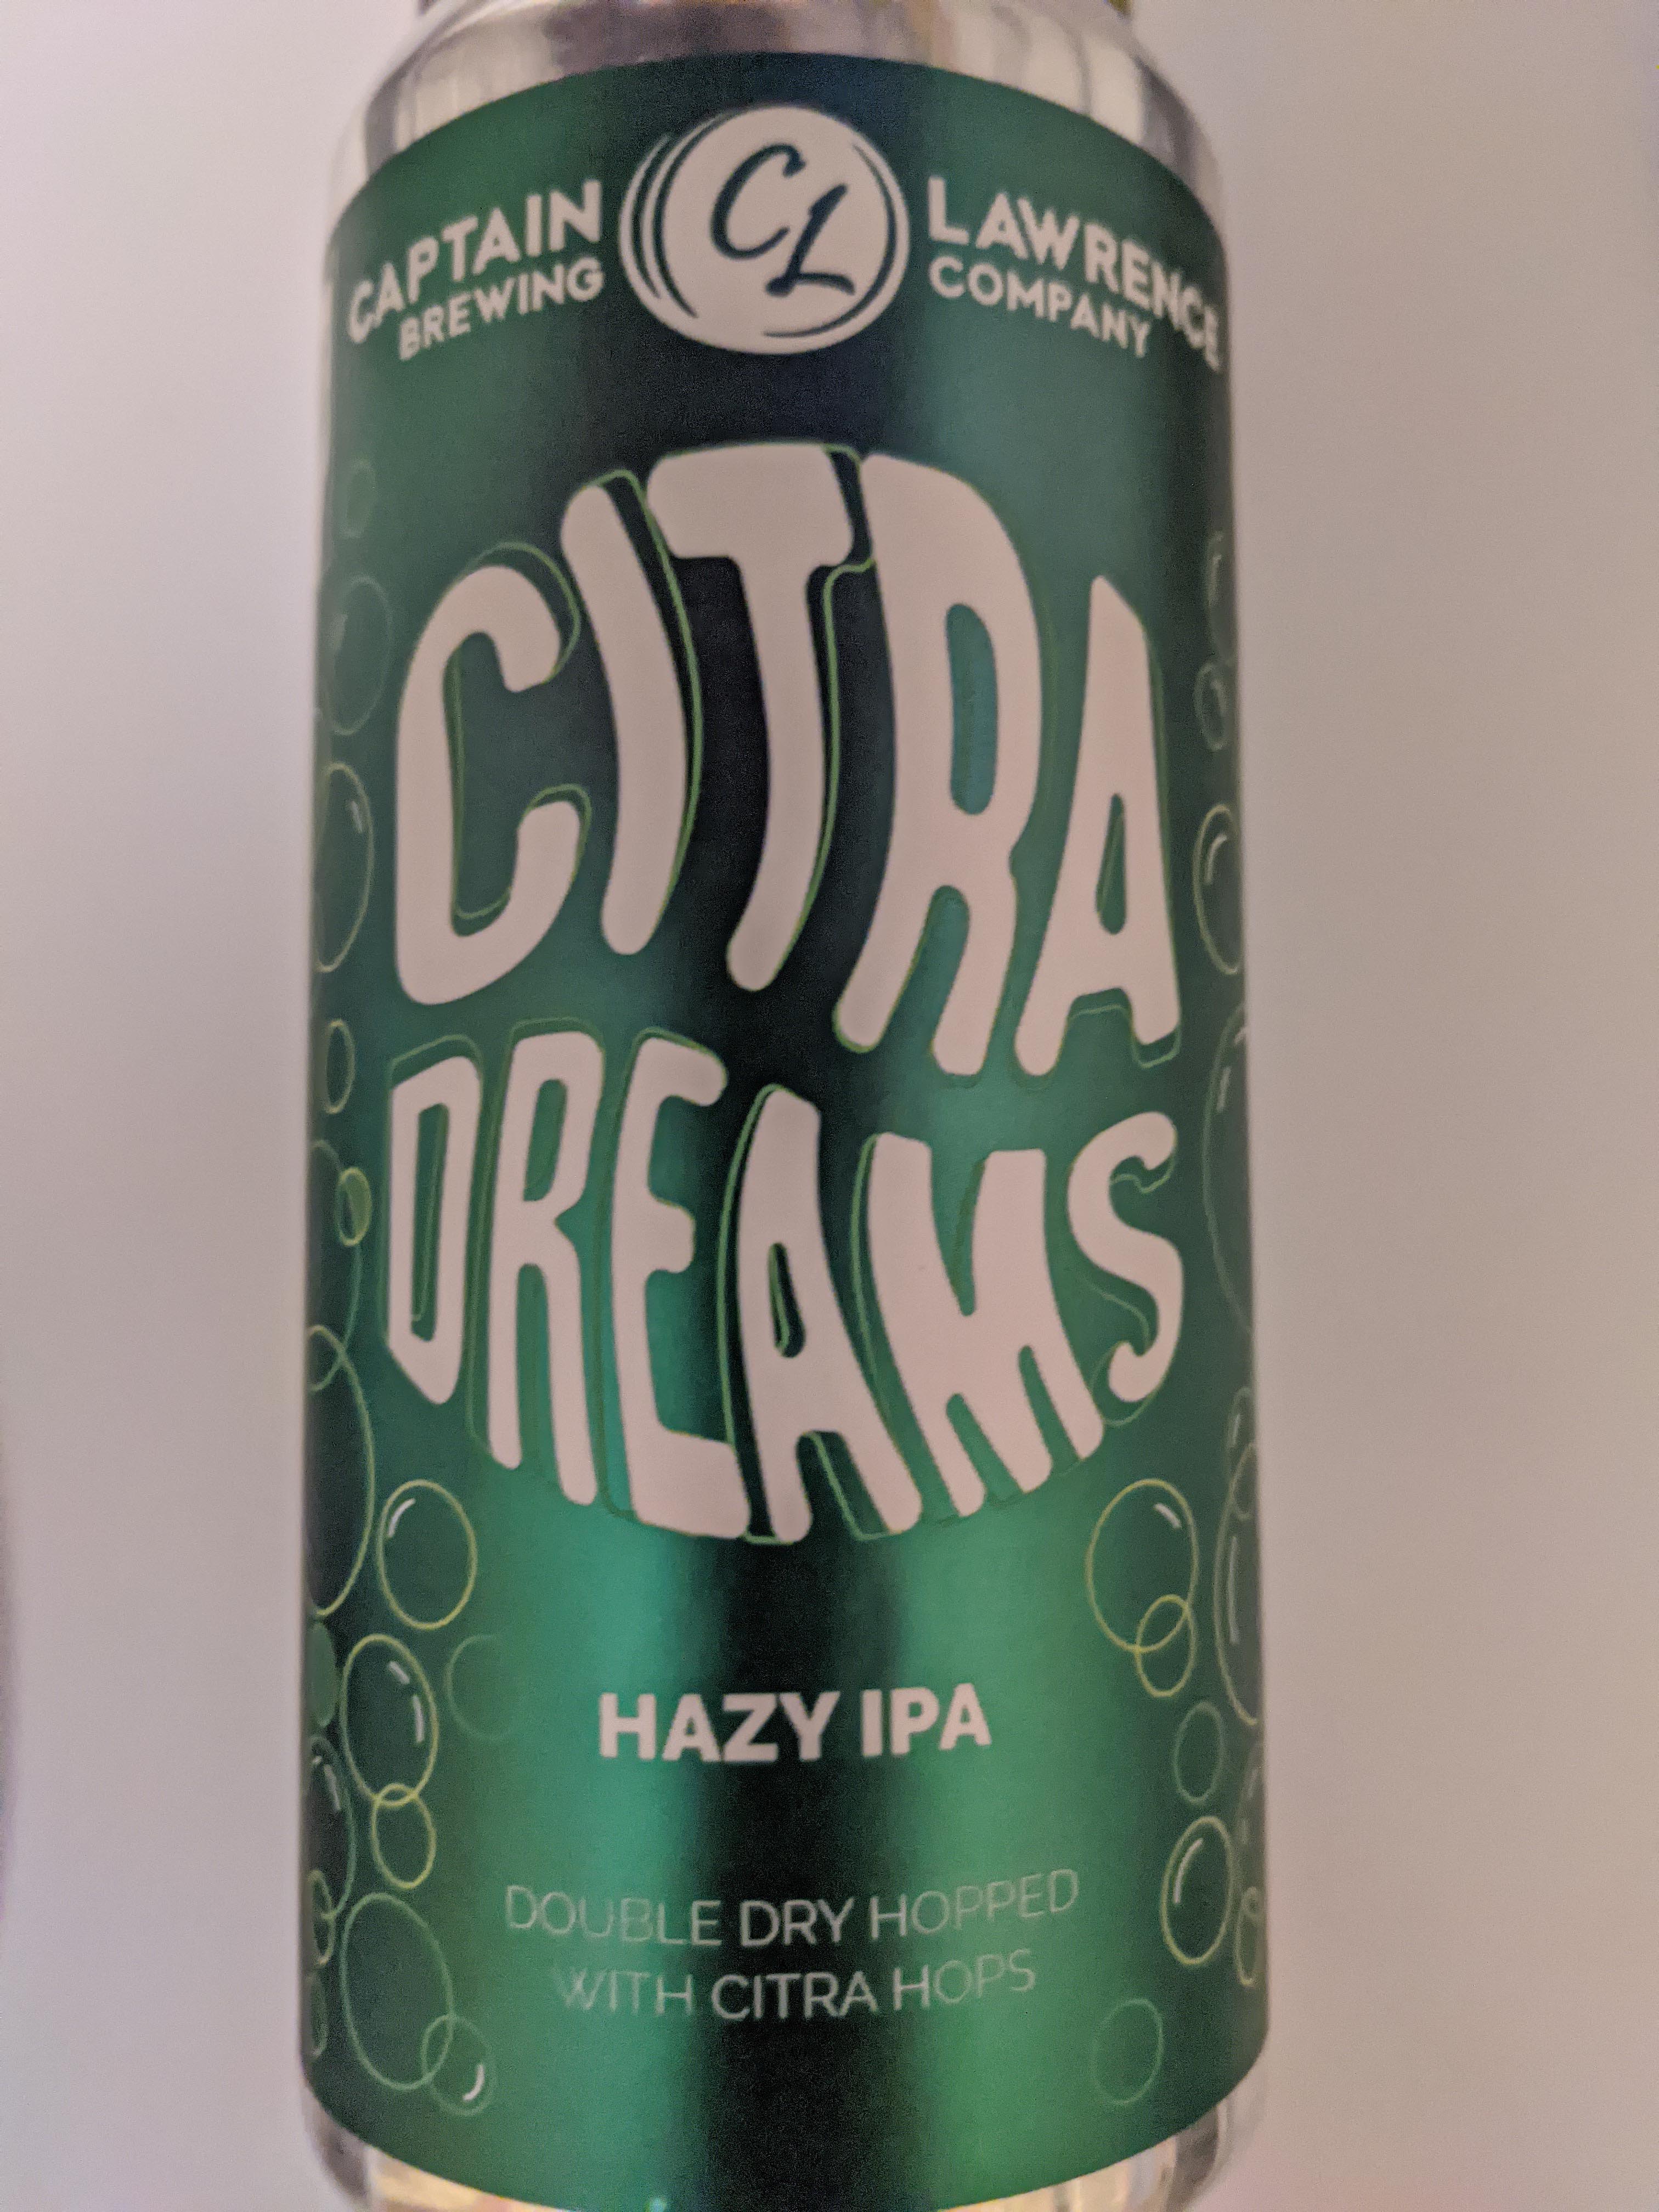 CAPTAIN CL LAWRENCE
BREWING COMPANY
CITRA
DREAMS
HAZY IPA
DOUBLE DRY HOPPED
WITH CITRA HOPS